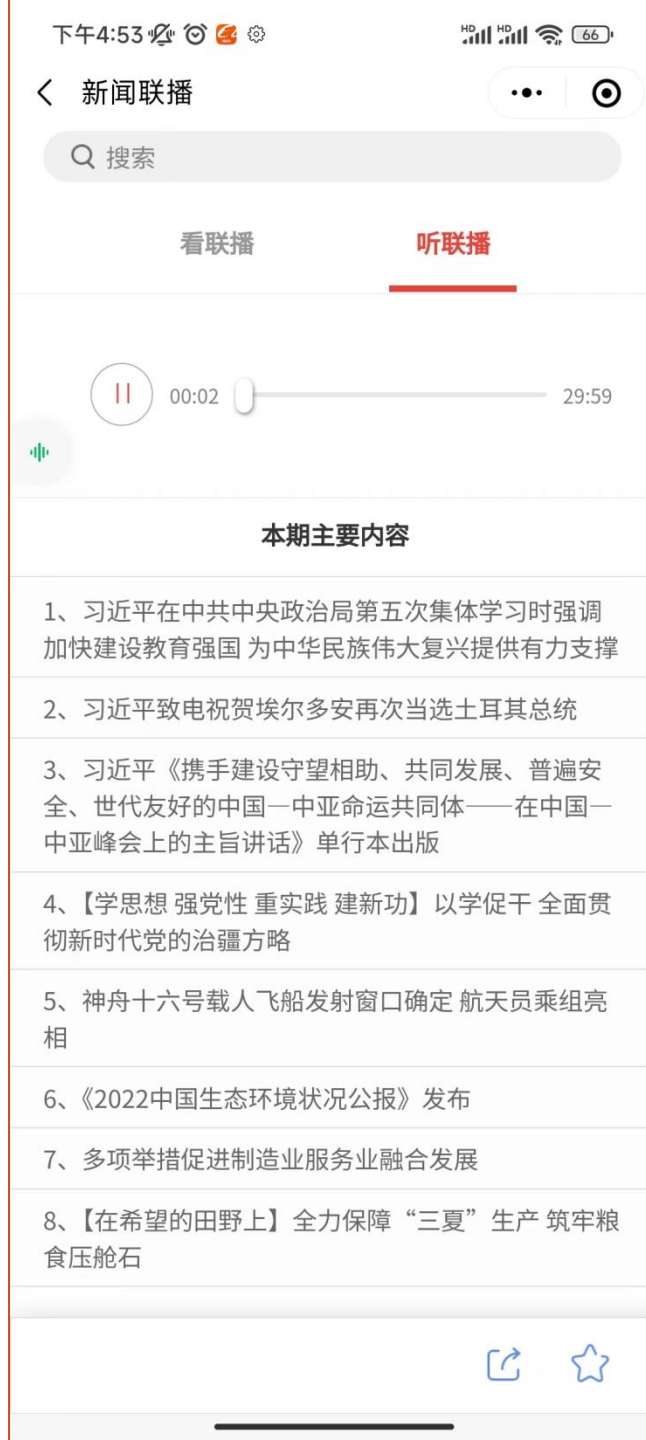 下午4:53
HD HD 66
新闻联播
搜索
看联播 听联播
00:02 29:59
本期主要内容
1、习近平在中共中央政治局第五次集体学习时强调
加快建设教育强国 为中华民族伟大复兴提供有力支撑
2、习近平致电祝贺埃尔多安再次当选土耳其总统
3、习近平《携手建设守望相助、共同发展、普遍安
全、世代友好的中国—中亚命运共同体——在中国—
中亚峰会上的主旨讲话》单行本出版
4、【学思想 强党性 重实践 建新功】以学促干 全面贯
彻新时代党的治疆方略
5、神舟十六号载人飞船发射窗口确定 航天员乘组亮
相
6、《2022中国生态环境状况公报》发布
7、多项举措促进制造业服务业融合发展
8、【在希望的田野上】全力保障“三夏”生产 筑牢粮
食压舱石